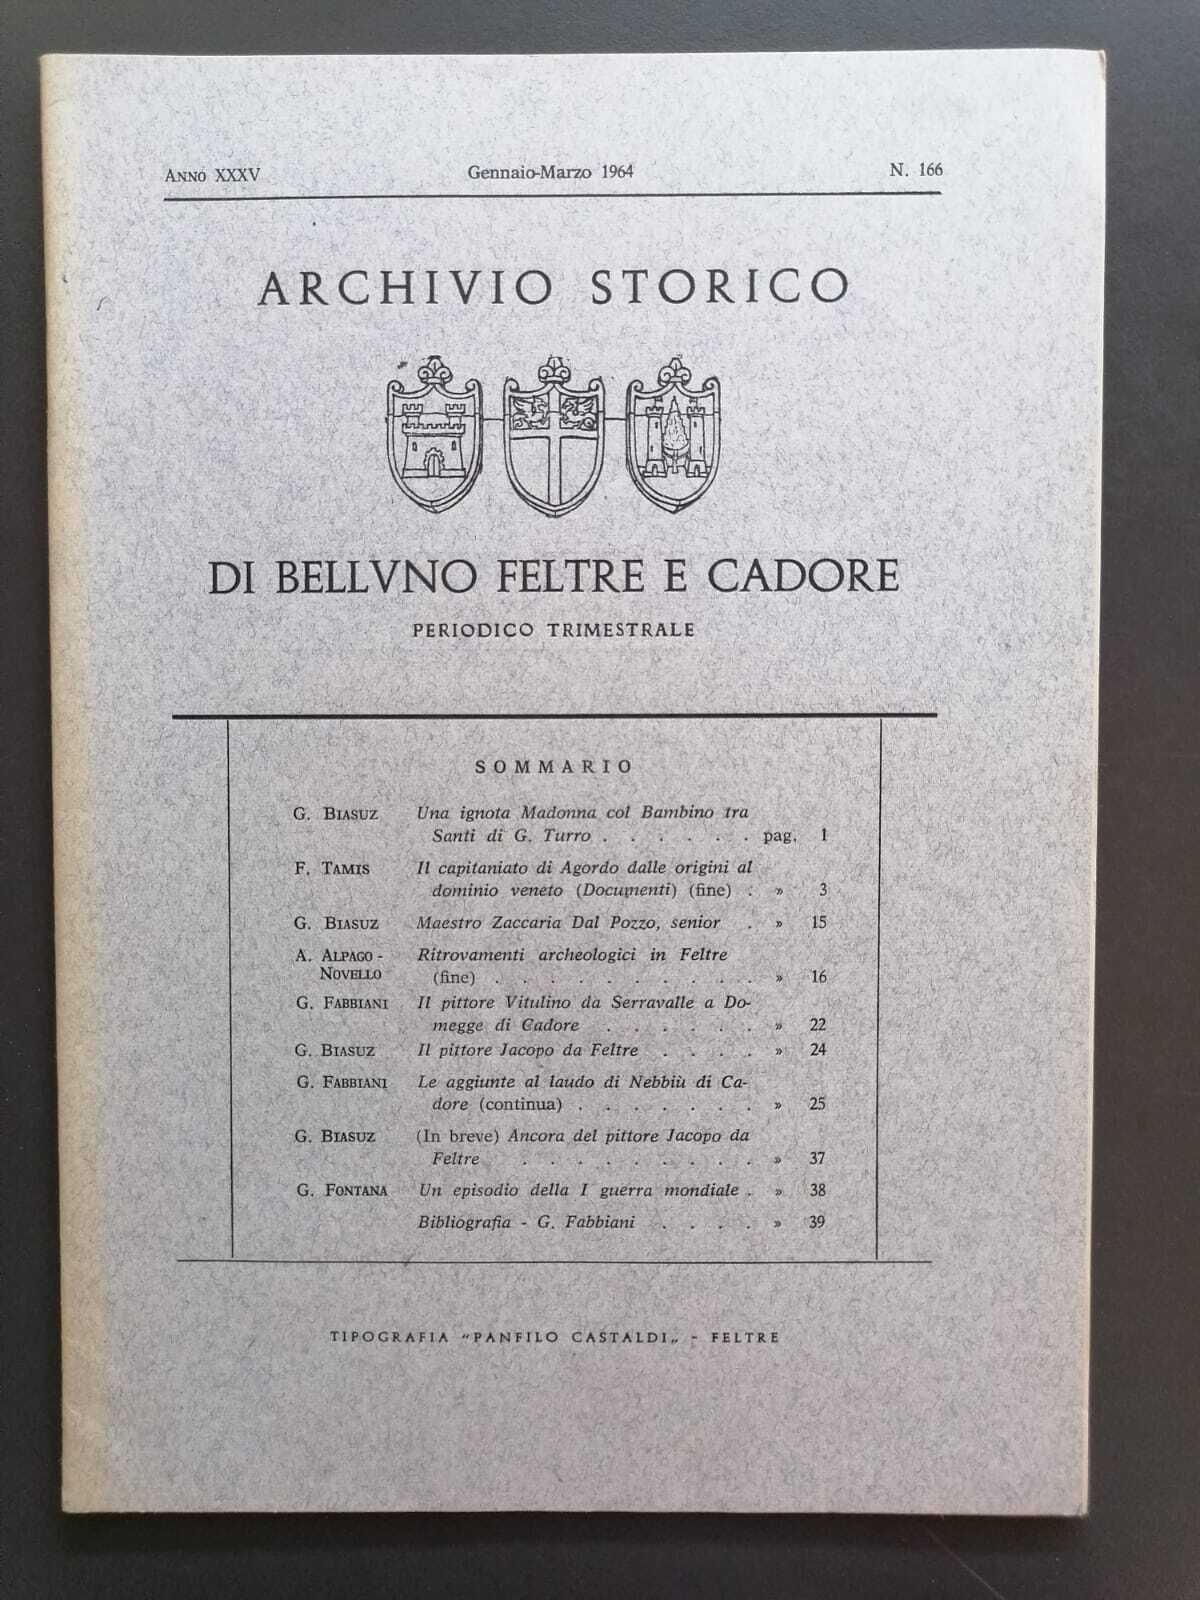 ANNO XXXV Gennaio-Marzo 1964 N. 166
ARCHIVIO STORICO
DI BELLVNO FELTRE E CADORE
PERIODICO TRIMESTRALE
SOMMARIO
G. BIASUZ Una ignota Madonna col Bambino tra
Santi di G. Turro . . . . . . pag. 1
F. TAMIS Il capitaniato di Agordo dalle origini al
dominio veneto (Documenti) (fine) . » 3
G. BIASUZ Maestro Zaccaria Dal Pozzo, senior . » 15
A. ALPAGO - Ritrovamenti archeologici in Feltre
NOVELLO (fine) . . . . . . . . . . » 16
G. FABBIANI Il pittore Vitulino da Serravalle a Do-
megge di Cadore . . . . . . » 22
G. BIASUZ Il pittore Jacopo da Feltre . . . . » 24
G. FABBIANI Le aggiunte al laudo di Nebbiù di Ca-
dore (continua) . . . . . . . » 25
G. BIASUZ (In breve) Ancora del pittore Jacopo da
Feltre . . . . . . . . . » 37
G. FONTANA Un episodio della I guerra mondiale . » 38
Bibliografia - G. Fabbiani . . . . » 39
TIPOGRAFIA "PANFILO CASTALDI„ - FELTRE